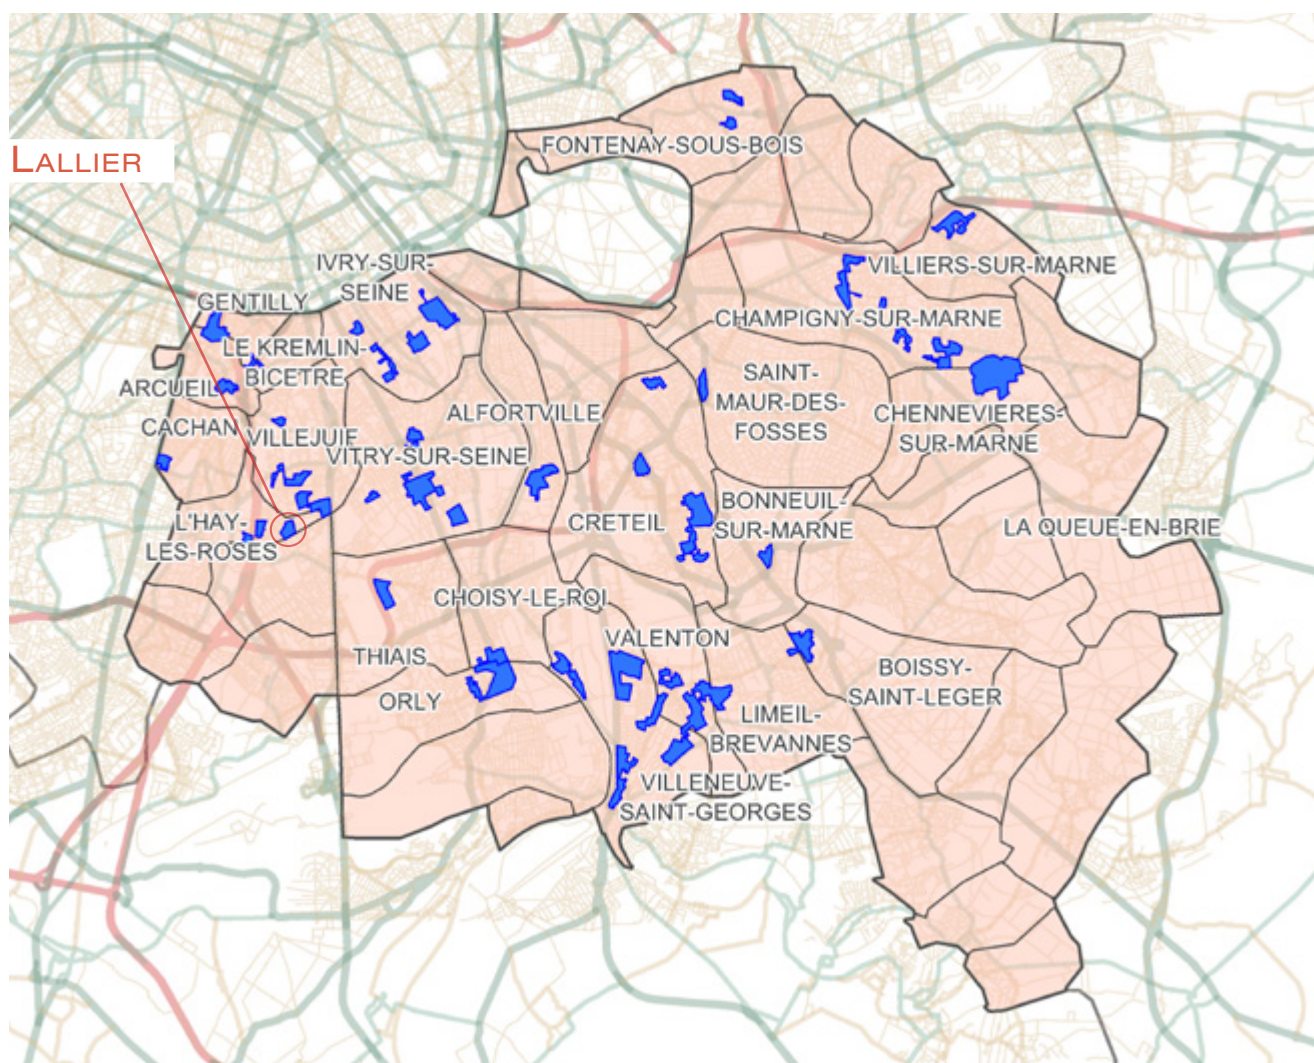 FONTENAY-SOUS-BOIS
LALLIER
IVRY-SUR-
SEINE
VILLIERS-SUR-MARNE
GENTILLY
CHAMPIGNY-SUR-MARNE
LE KREMLIN-
BICETRE
SAINT-
MAUR-DES-
FOSSES
ARCUEIL
CACHAN
VILLEJUIF
ALFORTVILLE
CHENNEVIERES-
SUR-MARNE
VITRY-SUR-SEINE
BONNEUIL-
SUR-MARNE
L'HAY-
LES-ROSES
CRETEIL
LA QUEUE-EN-BRIE
CHOISY-LE-ROI
VALENTON
THIAIS
BOISSY-
SAINT-LEGER
ORLY
LIMEIL-
BREVANNES
VILLENEUVE-
SAINT-GEORGES